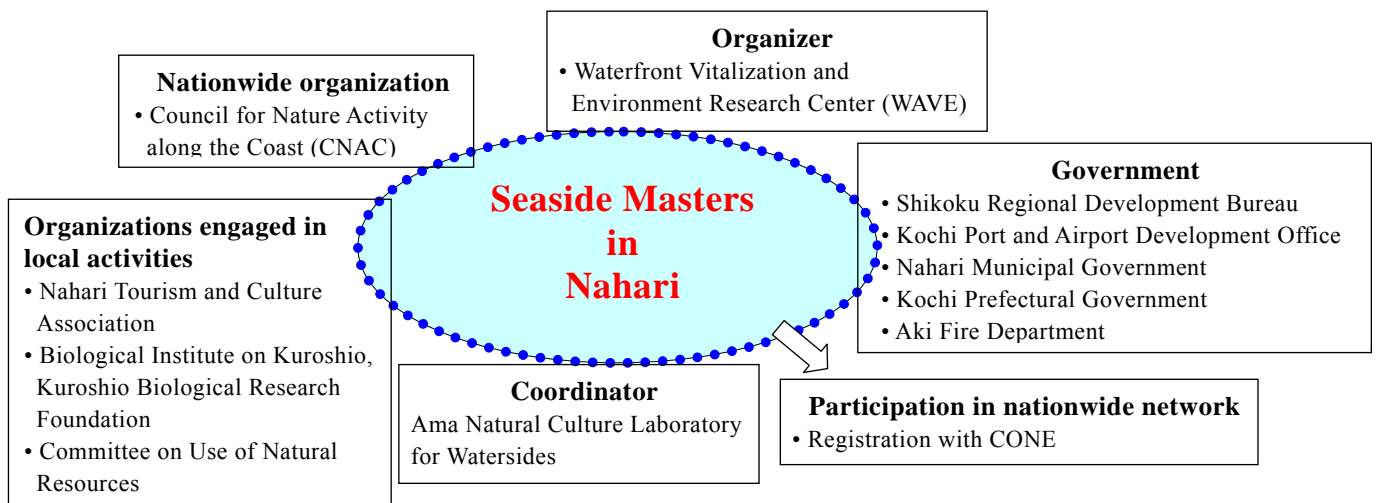 Organizer
• Waterfront Vitalization and
Environment Research Center (WAVE)
Nationwide organization
• Council for Nature Activity
along the Coast (CNAC)
Seaside Masters
in
Nahari
Government
• Shikoku Regional Development Bureau
• Kochi Port and Airport Development Office
• Nahari Municipal Government
• Kochi Prefectural Government
• Aki Fire Department
Organizations engaged in
local activities
• Nahari Tourism and Culture
Association
• Biological Institute on Kuroshio,
Kuroshio Biological Research
Foundation
• Committee on Use of Natural
Resources
Coordinator
Ama Natural Culture Laboratory
for Watersides
Participation in nationwide network
• Registration with CONE